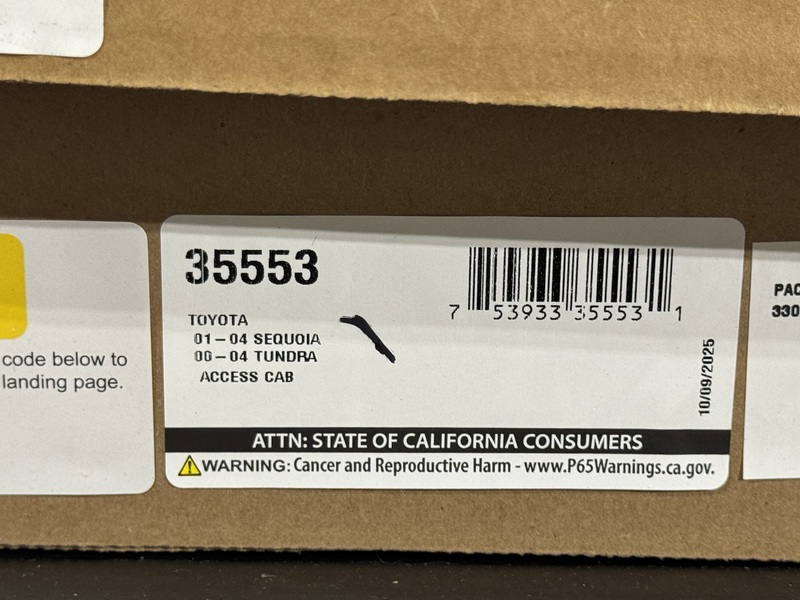 code below to
landing page.
35553
TOYOTA
01-04 SEQUOIA
00-04 TUNDRA
ACCESS CAB
7 53933 35553 1
10/09/2025
ATTN: STATE OF CALIFORNIA CONSUMERS
WARNING: Cancer and Reproductive Harm - www.P65Warnings.ca.gov.
PAC
330